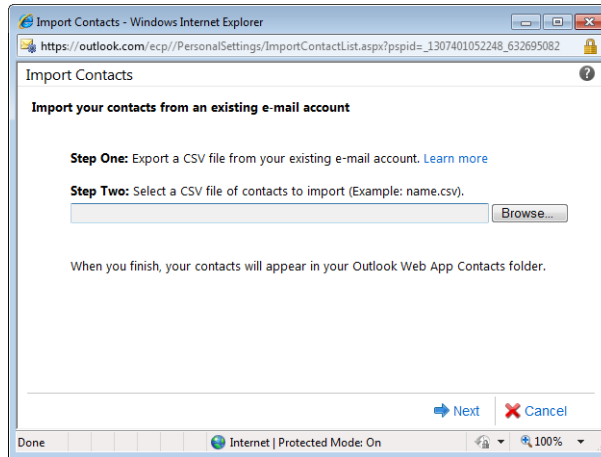 Import Contacts - Windows Internet Explorer
https://outlook.com/ecp//PersonalSettings/ImportContactList.aspx?pspid=_1307401052248_632695082
Import Contacts
Import your contacts from an existing e-mail account
Step One: Export a CSV file from your existing e-mail account. Learn more
Step Two: Select a CSV file of contacts to import (Example: name.csv).
Browse...
When you finish, your contacts will appear in your Outlook Web App Contacts folder.
Next Cancel
Done Internet | Protected Mode: On 100%